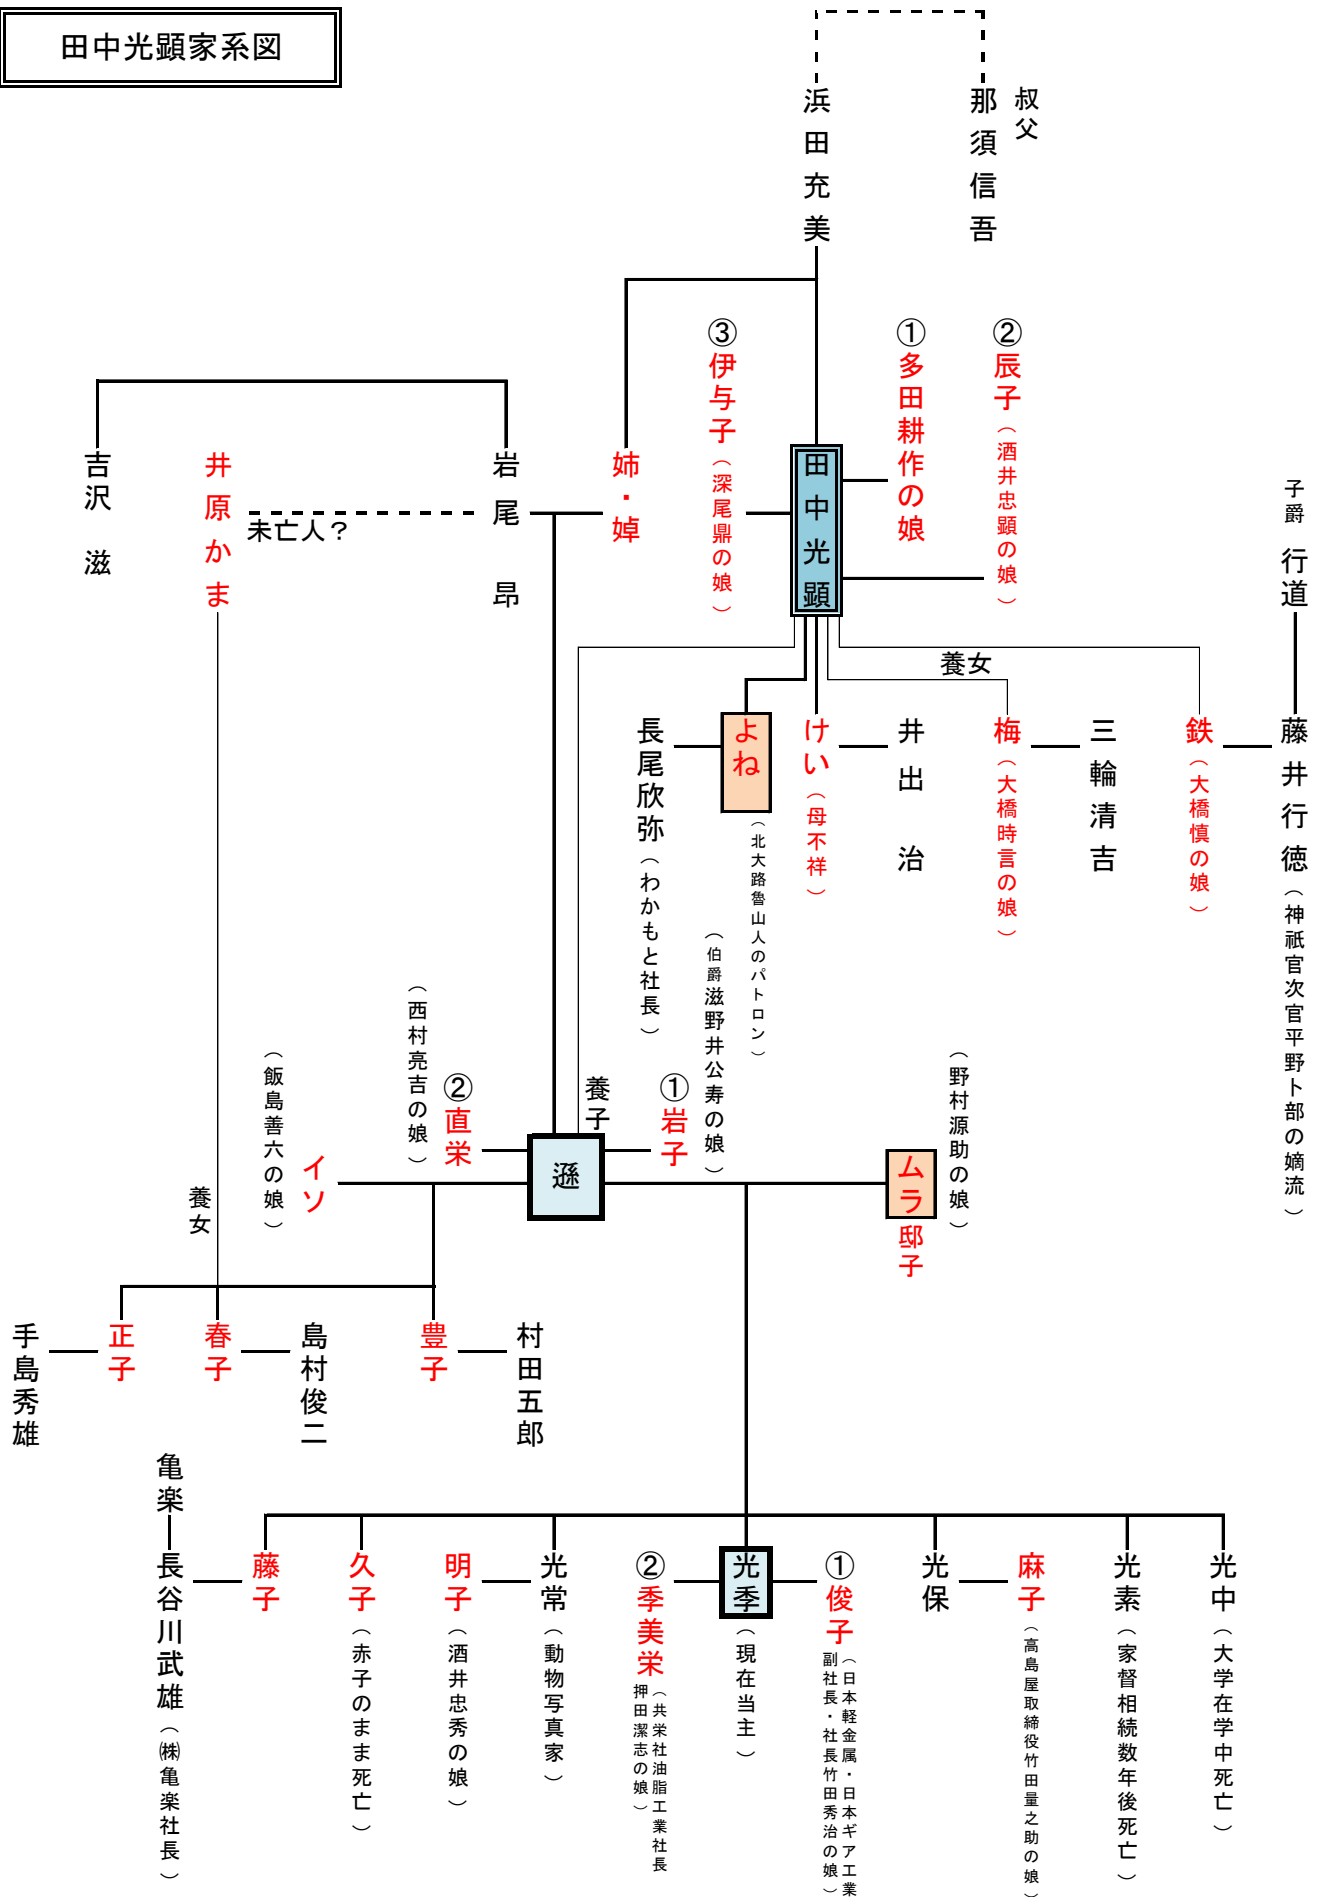 田中光顕家系図
叔父
那須信吾
浜田充美
②辰子（酒井忠顕の娘）
①多田耕作の娘
③伊与子（深尾鼎の娘）
田中光顕
姉・婥
岩尾　昂
未亡人？
井原かま
吉沢　滋
子爵　行道
藤井行徳（神祇官次官平野卜部の嫡流）
鉄（大橋慎の娘）
養女
三輪清吉
梅（大橋時言の娘）
井出　治
けい（母不祥）
よね
（北大路魯山人のパトロン）
長尾欣弥（わかもと社長）
（伯爵滋野井公寿の娘）
①岩子
養子
遜
②直栄
（西村亮吉の娘）
イソ
（飯島善六の娘）
（野村源助の娘）
ムラ
邸子
養女
村田五郎
豊子
島村俊二
春子
正子
手島秀雄
光中（大学在学中死亡）
光素（家督相続数年後死亡）
麻子（高島屋取締役竹田量之助の娘）
光保
①俊子
（日本軽金属・日本ギア工業
副社長・社長竹田秀治の娘）
光季
（現在当主）
②季美栄
（共栄社油脂工業社長
押田潔志の娘）
光常（動物写真家）
明子（酒井忠秀の娘）
久子（赤子のまま死亡）
藤子
亀楽
長谷川武雄（㈱亀楽社長）